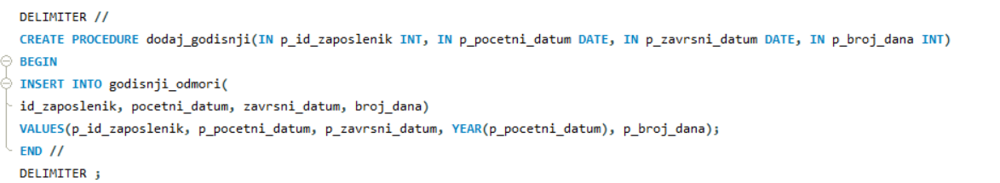 DELIMITER //
CREATE PROCEDURE dodaj_godisnji(IN p_id_zaposlenik INT, IN p_pocetni_datum DATE, IN p_zavrsni_datum DATE, IN p_broj_dana INT)
BEGIN
INSERT INTO godisnji_odmori(
id_zaposlenik, pocetni_datum, zavrsni_datum, broj_dana)
VALUES(p_id_zaposlenik, p_pocetni_datum, p_zavrsni_datum, YEAR(p_pocetni_datum), p_broj_dana);
END //
DELIMITER ;